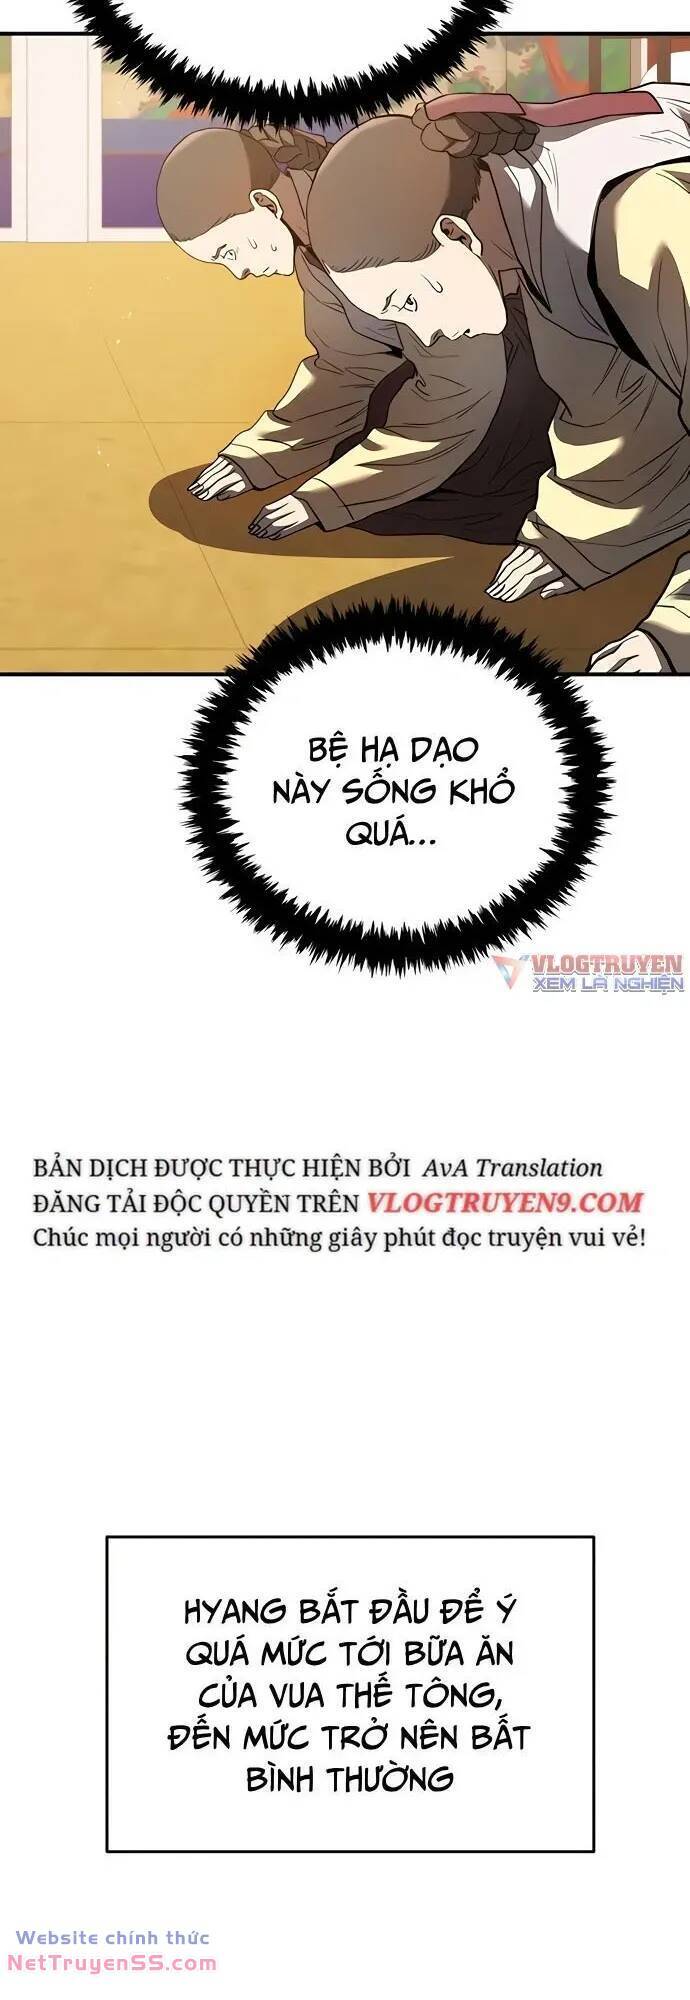 BỆ HẠ DẠO
NÀY SỐNG KHỔ
QUÁ...
VLOGTRUYEN
XEM LÀ NGHIỆN
BẢN DỊCH ĐƯỢC THỰC HIỆN BỞI AvA Translation
ĐĂNG TẢI ĐỘC QUYỀN TRÊN VLOGTRUYEN9.COM
Chúc mọi người có những giây phút đọc truyện vui vẻ!
HYANG BẮT ĐẦU ĐỂ Ý
QUÁ MỨC TỚI BỮA ĂN
CỦA VUA THẾ TÔNG,
ĐẾN MỨC TRỞ NÊN BẤT
BÌNH THƯỜNG
Website chính thức
NetTruyenSS.com